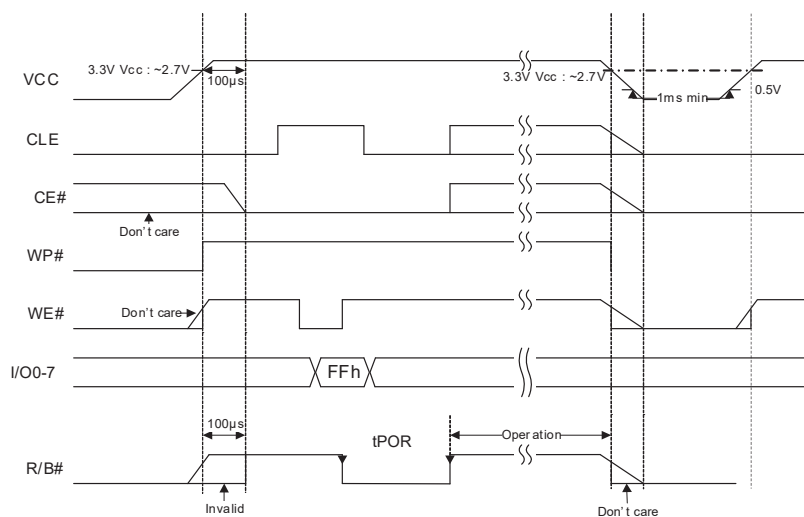 3.3V Vcc : ~2.7V
100µs
VCC
3.3V Vcc : ~2.7V
1ms min
0.5V
CLE
CE#
Don't care
WP#
WE#
Don't care
I/O0-7
FFh
100µs
tPOR
Operation
R/B#
Invalid
Don't care